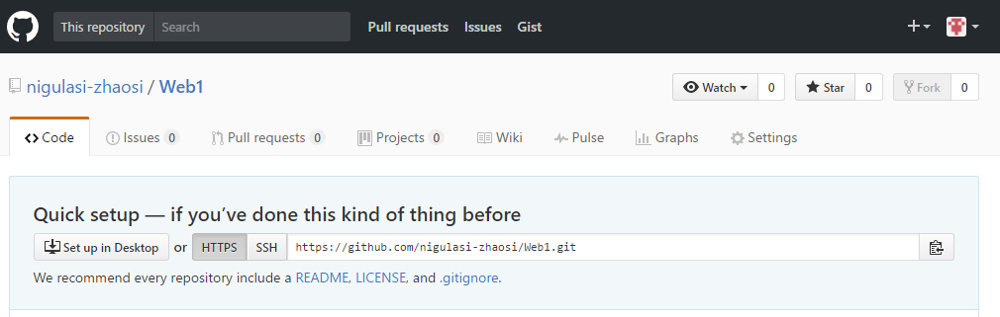 This repository Search Pull requests Issues Gist
nigulasi-zhaosi / Web1 Watch 0 Star 0 Fork 0
Code Issues 0 Pull requests 0 Projects 0 Wiki Pulse Graphs Settings
Quick setup — if you’ve done this kind of thing before
Set up in Desktop or HTTPS SSH https://github.com/nigulasi-zhaosi/Web1.git
We recommend every repository include a README, LICENSE, and .gitignore.